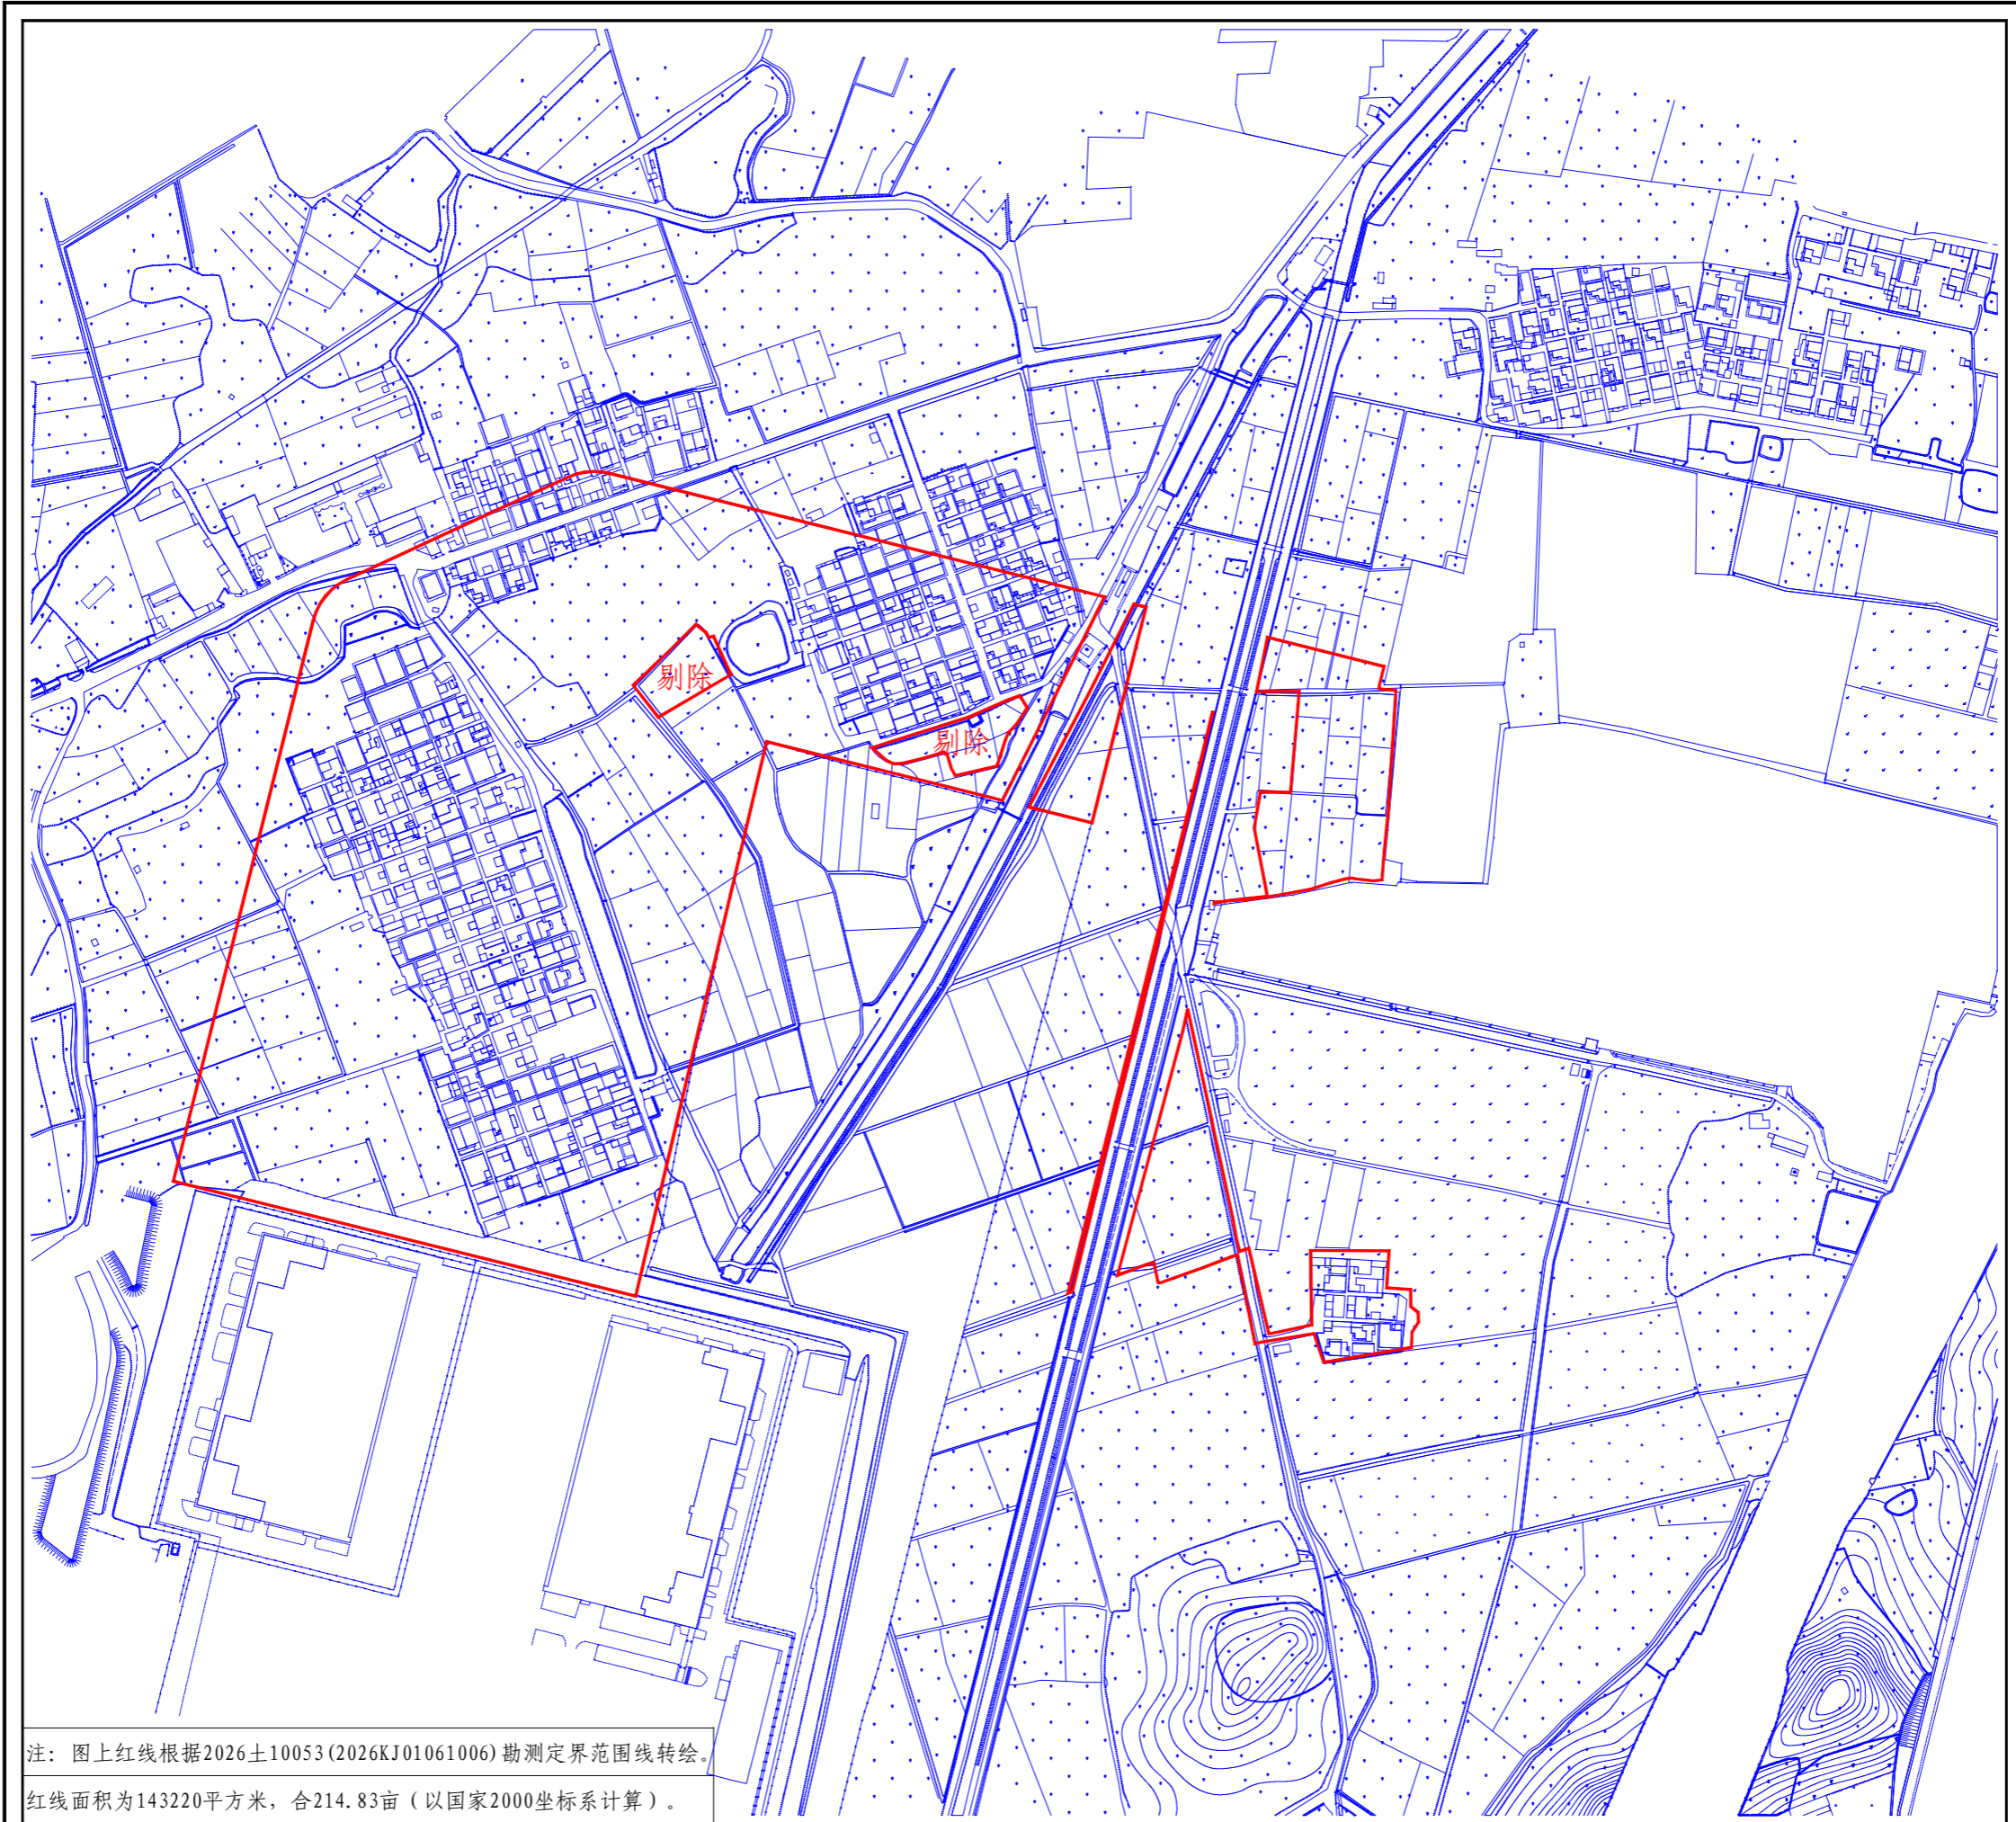 剔除
剔除
注：图上红线根据2026土10053(2026KJ01061006)勘测定界范围线转绘。
红线面积为143220平方米，合214.83亩（以国家2000坐标系计算）。